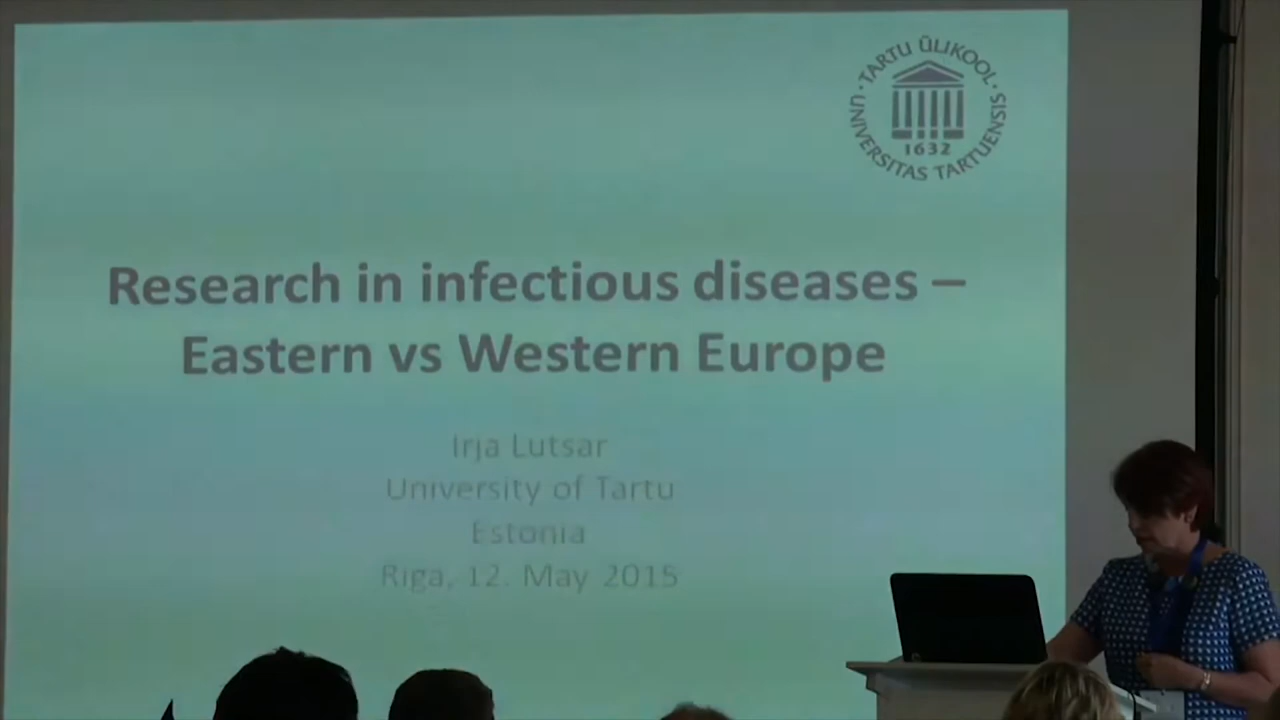 TARTU ÜLIKOOL
UNIVERSITAS TARTUENSIS
1632
Research in infectious diseases –
Eastern vs Western Europe
Irja Lutsar
University of Tartu
Estonia
Riga, 12. May 2015